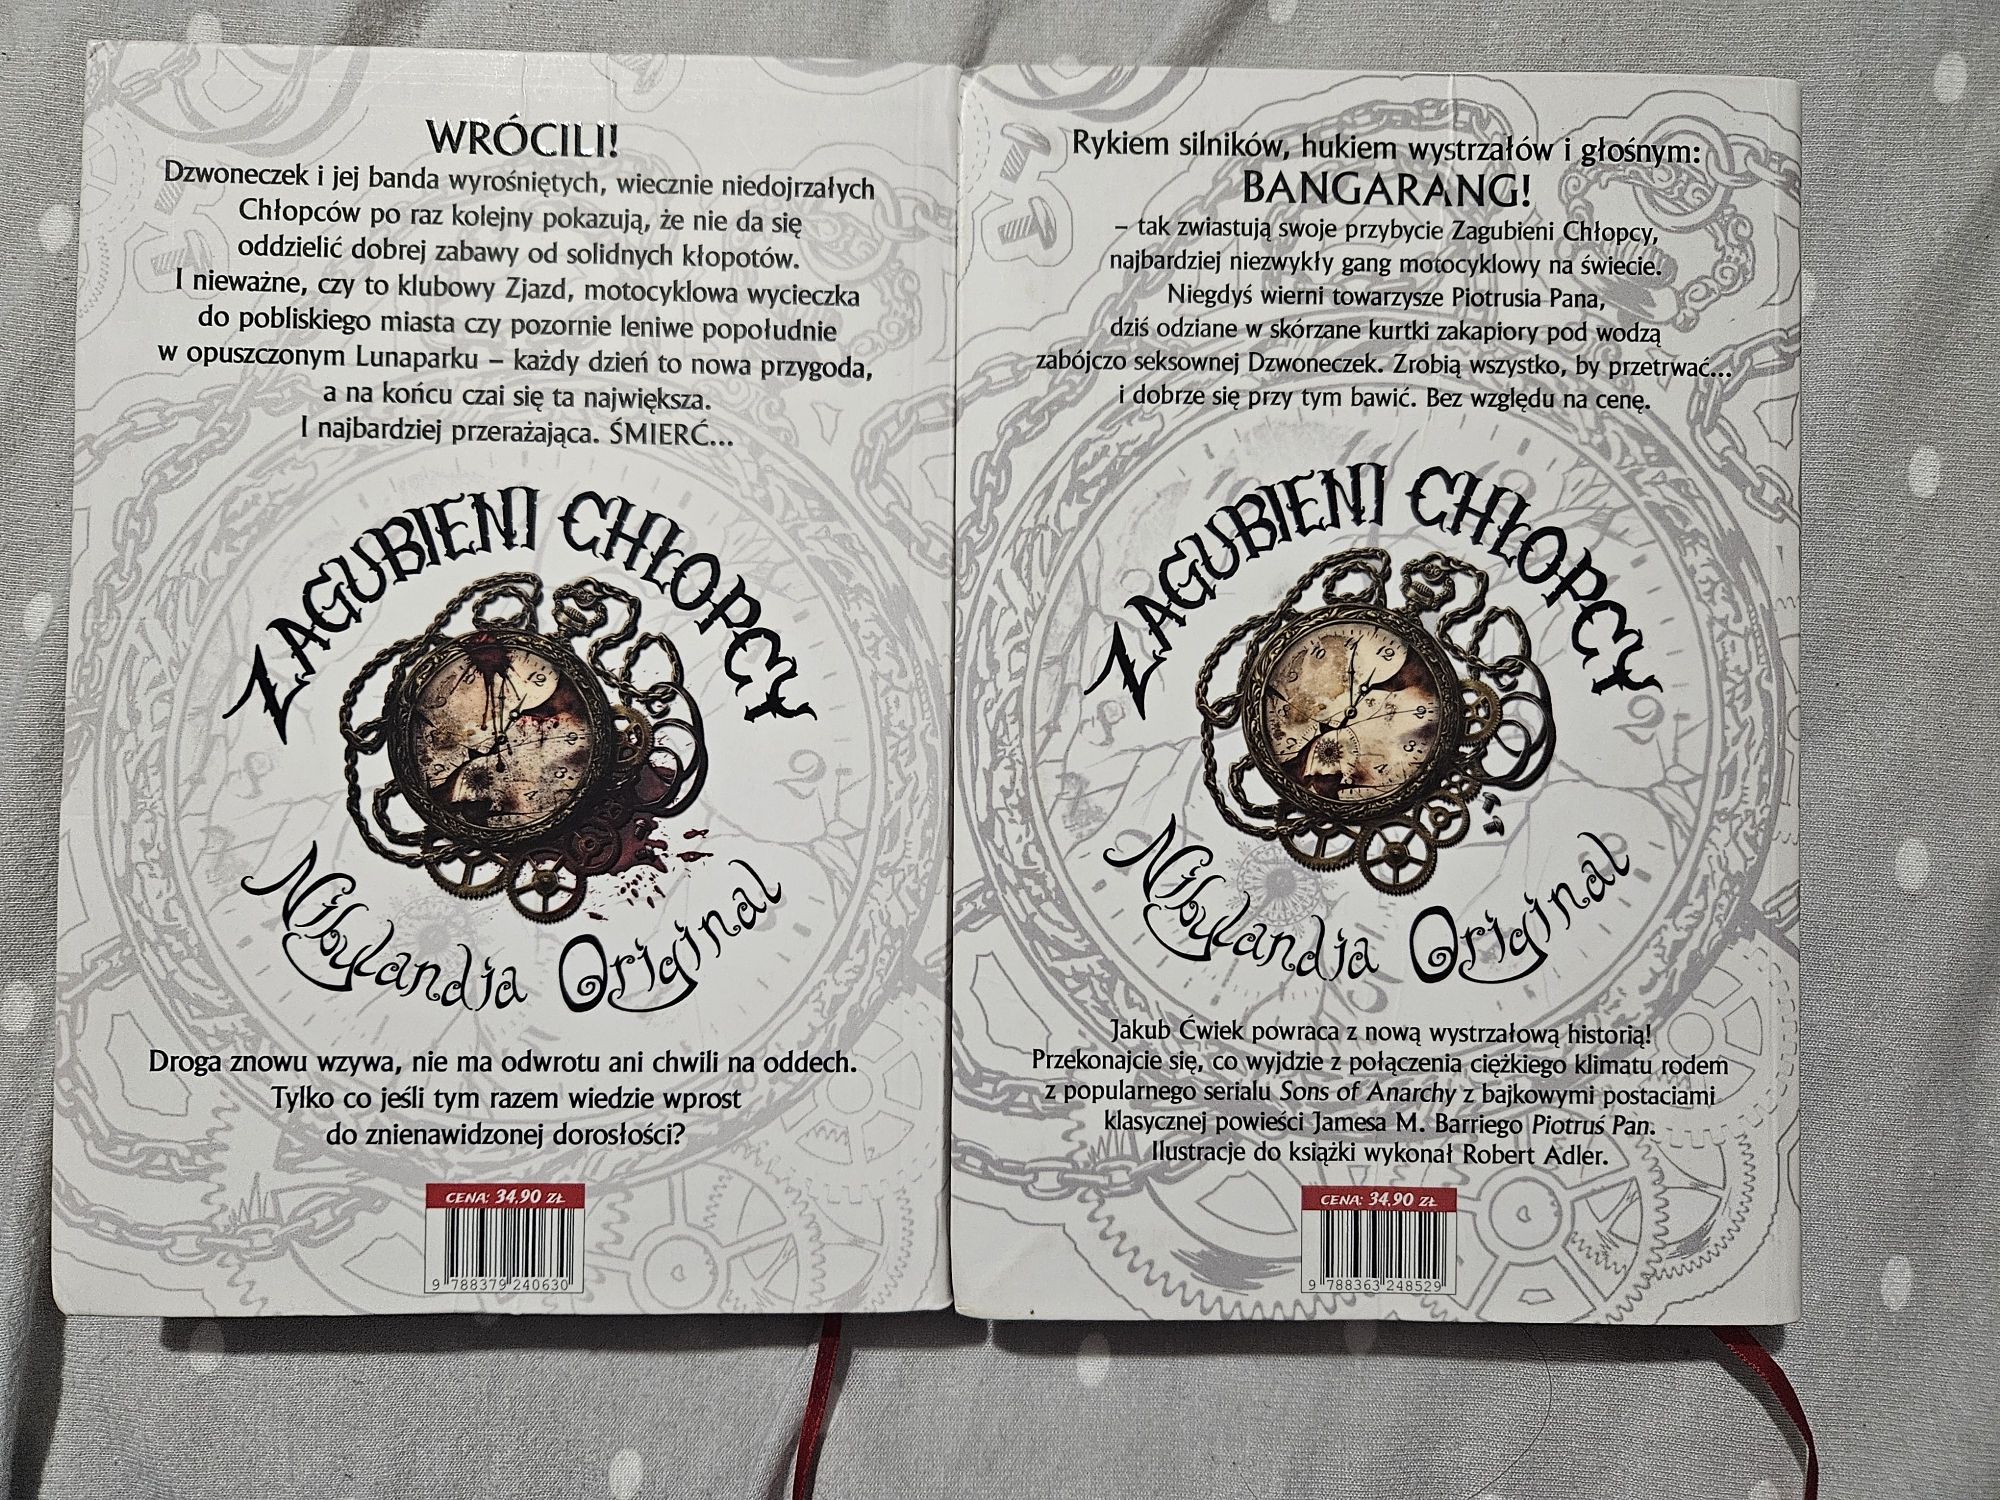 WRÓCILI!
Dzwoneczek i jej banda wyrośniętych, wiecznie niedojrzałych
Chłopców po raz kolejny pokazują, że nie da się
oddzielić dobrej zabawy od solidnych kłopotów.
I nieważne, czy to klubowy Zjazd, motocyklowa wycieczka
do pobliskiego miasta czy pozornie leniwe popołudnie
w opuszczonym Lunaparku – każdy dzień to nowa przygoda,
a na końcu czai się ta największa.
I najbardziej przerażająca. ŚMIERĆ...
ZAGUBIENI CHŁOPCY
Nibylandia Original
Droga znowu wzywa, nie ma odwrotu ani chwili na oddech.
Tylko co jeśli tym razem wiedzie wprost
do znienawidzonej dorosłości?
CENA: 34,90 ZŁ
9 788379 240630
Rykiem silników, hukiem wystrzałów i głośnym:
BANGARANG!
– tak zwiastują swoje przybycie Zagubieni Chłopcy,
najbardziej niezwykły gang motocyklowy na świecie.
Niegdyś wierni towarzysze Piotrusia Pana,
dziś odziane w skórzane kurtki zakapiory pod wodzą
zabójczo seksownej Dzwoneczek. Zrobią wszystko, by przetrwać...
i dobrze się przy tym bawić. Bez względu na cenę.
ZAGUBIENI CHŁOPCY
Nibylandia Original
Jakub Ćwiek powraca z nową wystrzałową historią!
Przekonajcie się, co wyjdzie z połączenia ciężkiego klimatu rodem
z popularnego serialu Sons of Anarchy z bajkowymi postaciami
klasycznej powieści Jamesa M. Barriego Piotruś Pan.
Ilustracje do książki wykonał Robert Adler.
CENA: 34,90 ZŁ
9 788363 248529